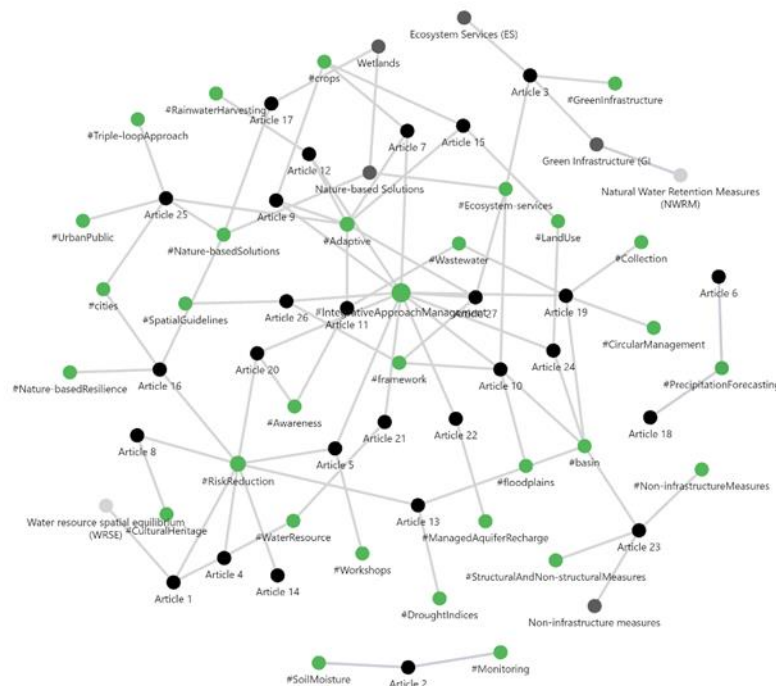 Ecosystem Services (ES)
Wetlands
#crops
Article 3
#GreenInfrastructure
#RainwaterHarvesting
Article 17
#Triple-loopApproach
Article 7
Article 15
Article 12
Green Infrastructure (GI
Nature-based Solutions
Natural Water Retention Measures
(NWRM)
Article 25
Article 9
#Ecosystem-services
#UrbanPublic
#Nature-basedSolutions
#Adaptive
#LandUse
#Wastewater
#Collection
Article 6
#cities
#SpatialGuidelines
Article 26
#IntegrativeApproachManagement
Article 27
Article 19
Article 11
#CircularManagement
Article 20
Article 24
#Nature-basedResilience
Article 16
#framework
Article 10
#PrecipitationForecasting
#Awareness
Article 21
Article 22
Article 18
Article 8
Article 5
#basin
#RiskReduction
#floodplains
#Non-infrastructureMeasures
Water resource spatial equilibrium
(WRSE)
#CulturalHeritage
#WaterResource
Article 13
#ManagedAquiferRecharge
Article 23
Article 4
#Workshops
#StructuralAndNon-structuralMeasures
Article 1
Article 14
#DroughtIndices
Non-infrastructure measures
#SoilMoisture
Article 2
#Monitoring